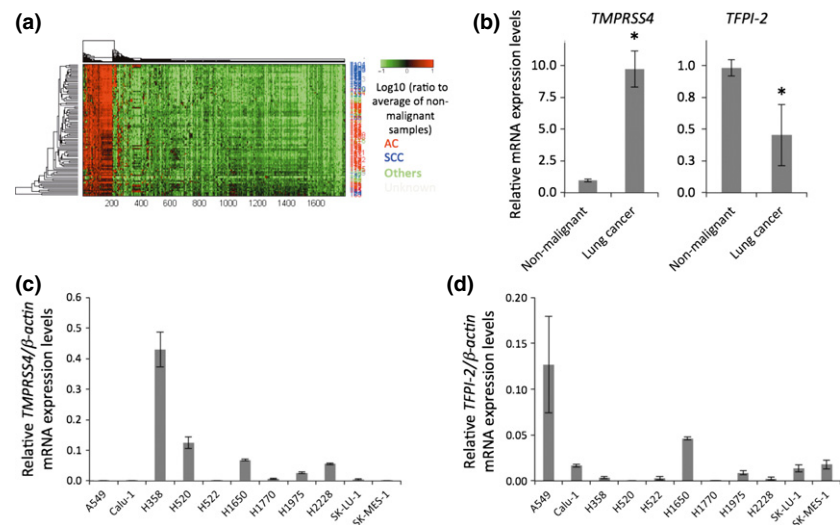 (a)
-1 0 1
Log10 (ratio to
average of non-
malignant
samples)
AC
SCC
Others
Unknown
200 400 600 800 1000 1200 1400 1600
(b)
TMPRSS4 TFPI-2
Relative mRNA expression levels
10.0
7.5
5.0
2.5
0.0
*
Non-malignant
Lung cancer
1.0
0.8
0.5
0.3
0.0
*
Non-malignant
Lung cancer
(c)
Relative TMPRSS4/β-actin
mRNA expression levels
0.6
0.5
0.4
0.3
0.2
0.1
0.0
A549 Calu-1 H358 H520 H522 H1650 H1770 H1975 H2228 SK-LU-1 SK-MES-1
(d)
Relative TFPI-2/β-actin
mRNA expression levels
0.20
0.15
0.10
0.05
0.00
A549 Calu-1 H358 H520 H522 H1650 H1770 H1975 H2228 SK-LU-1 SK-MES-1